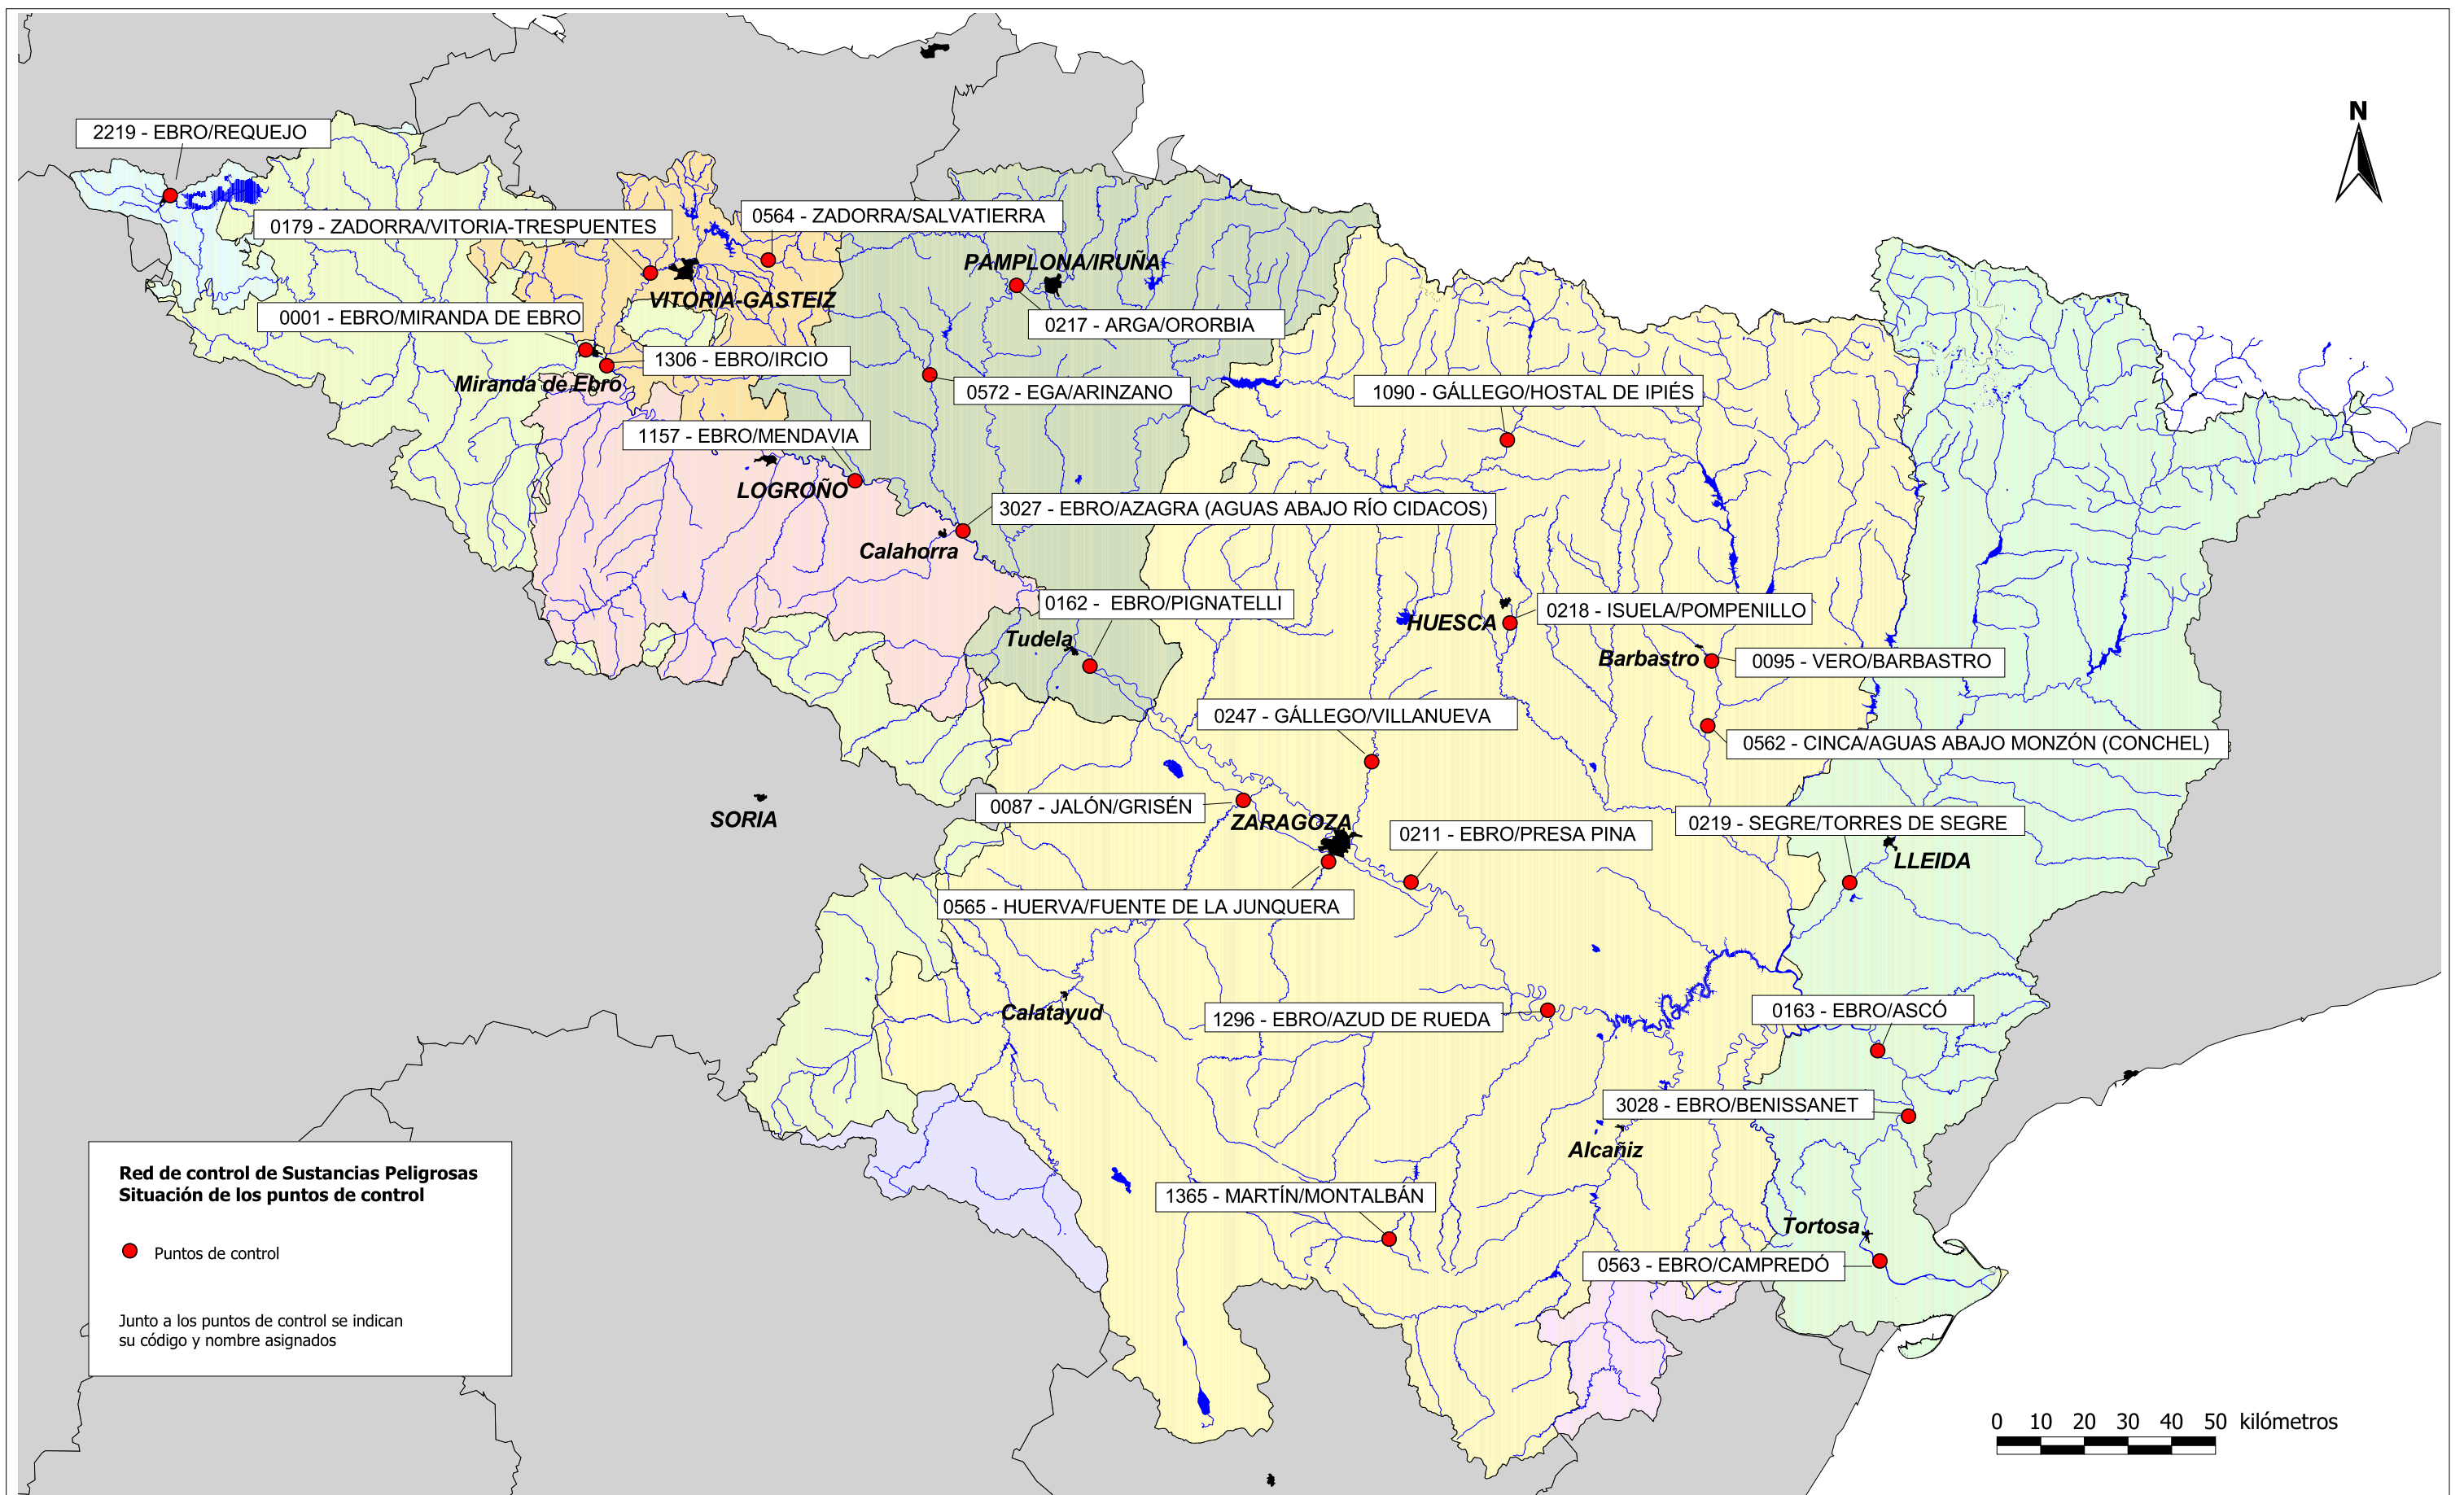 N
2219 - EBRO/REQUEJO
0179 - ZADORRA/VITORIA-TRESPUENTES
0564 - ZADORRA/SALVATIERRA
PAMPLONA/IRUÑA
VITORIA-GASTEIZ
0001 - EBRO/MIRANDA DE EBRO
0217 - ARGA/ORORBIA
1306 - EBRO/IRCIO
Miranda de Ebro
0572 - EGA/ARINZANO
1090 - GÁLLEGO/HOSTAL DE IPIÉS
1157 - EBRO/MENDAVIA
LOGROÑO
3027 - EBRO/AZAGRA (AGUAS ABAJO RÍO CIDACOS)
Calahorra
0162 - EBRO/PIGNATELLI
Tudela
HUESCA
0218 - ISUELA/POMPENILLO
Barbastro
0095 - VERO/BARBASTRO
0247 - GÁLLEGO/VILLANUEVA
0562 - CINCA/AGUAS ABAJO MONZÓN (CONCHEL)
0087 - JALÓN/GRISÉN
SORIA
ZARAGOZA
0211 - EBRO/PRESA PINA
0219 - SEGRE/TORRES DE SEGRE
LLEIDA
0565 - HUERVA/FUENTE DE LA JUNQUERA
Calatayud
1296 - EBRO/AZUD DE RUEDA
0163 - EBRO/ASCÓ
3028 - EBRO/BENISSANET
Alcañiz
1365 - MARTÍN/MONTALBÁN
Tortosa
0563 - EBRO/CAMPREDÓ
Red de control de Sustancias Peligrosas
Situación de los puntos de control
Puntos de control
Junto a los puntos de control se indican
su código y nombre asignados
0 10 20 30 40 50 kilómetros